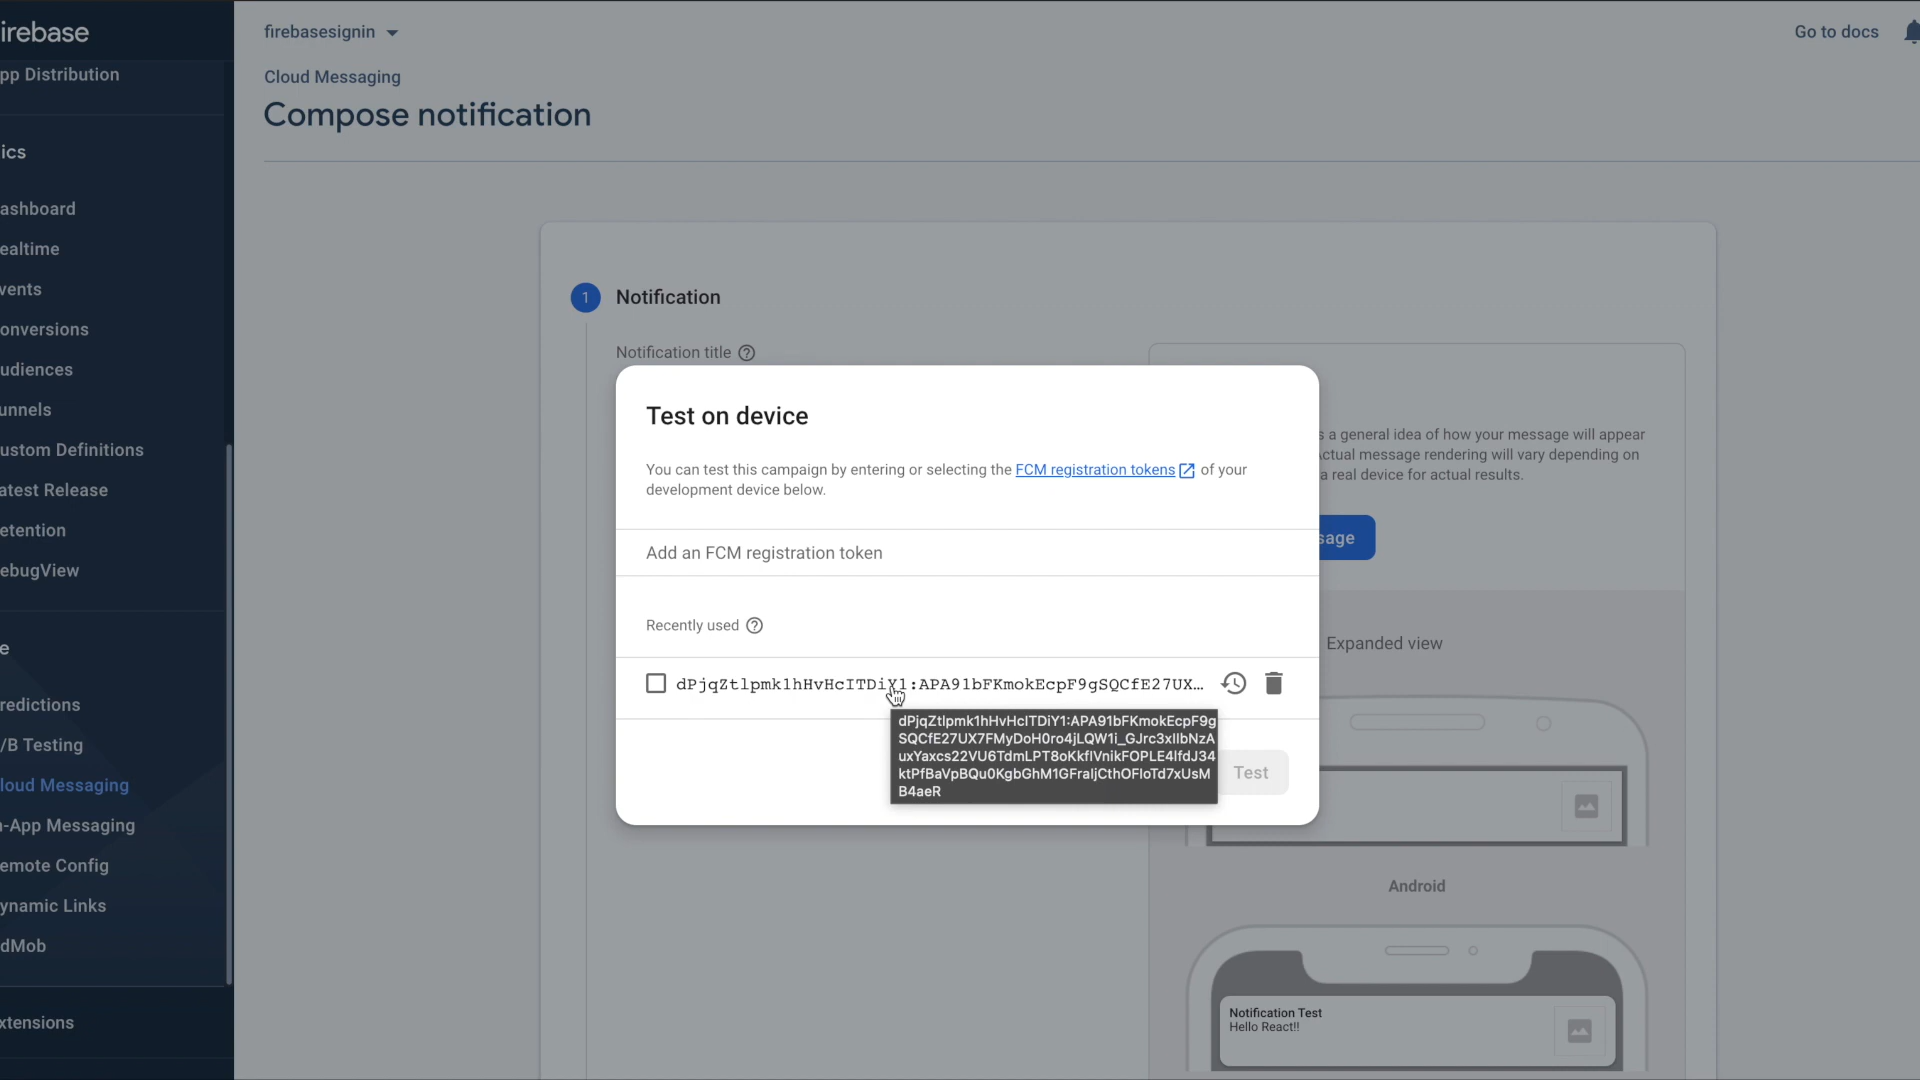 irebase
pp Distribution
ics
ashboard
ealtime
vents
onversions
udiences
unnels
ustom Definitions
atest Release
etention
ebugView
e
redictions
/B Testing
loud Messaging
n-App Messaging
emote Config
ynamic Links
dMob
xtensions
firebasesignin
Go to docs
Cloud Messaging
Compose notification
1 Notification
Notification title
Test on device
You can test this campaign by entering or selecting the FCM registration tokens of your
development device below.
Add an FCM registration token
Recently used
dPjqZtlpmk1hHvHcITDiY1:APA91bFKmokEcpF9gSQCfE27UX...
dPjqZtlpmk1hHvHcITDiY1:APA91bFKmokEcpF9g
SQCfE27UX7FMyDoH0ro4jLQW1i_GJrc3xIlbNzA
uxYaxcs22VU6TdmLPT8oKkfIVnikFOPLE4lfdJ34
ktPfBaVpBQu0KgbGhM1GFraIjCthOFIoTd7xUsM
B4aeR
Test
s a general idea of how your message will appear
Actual message rendering will vary depending on
a real device for actual results.
sage
Expanded view
Android
Notification Test
Hello React!!